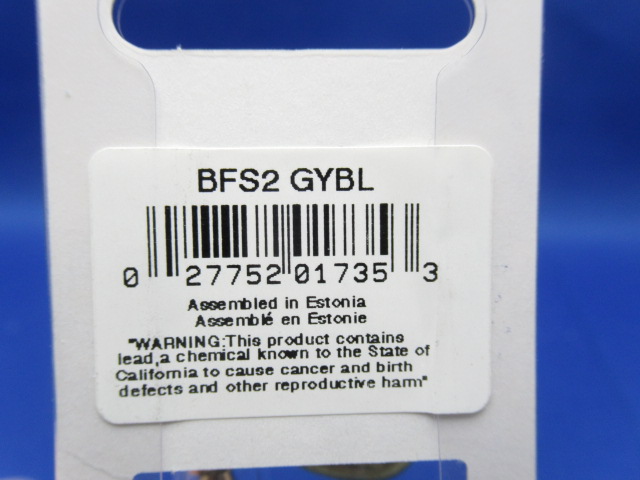 BFS2 GYBL
0 27752 01735 3
Assembled in Estonia
Assemblé en Estonie
"WARNING:This product contains
lead,a chemical known to the State of
California to cause cancer and birth
defects and other reproductive harm"